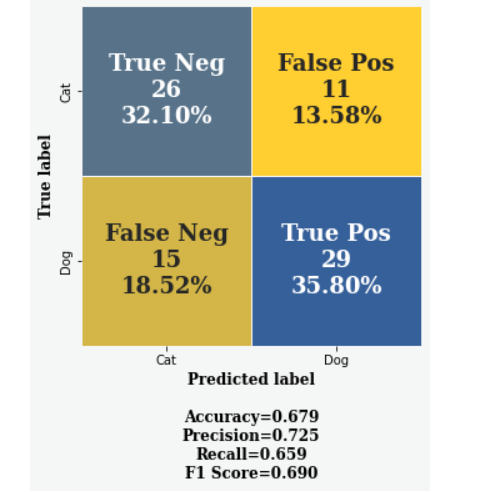 True Neg
26
32.10%
False Pos
11
13.58%
False Neg
15
18.52%
True Pos
29
35.80%
True label
Cat
Dog
Cat
Dog
Predicted label
Accuracy=0.679
Precision=0.725
Recall=0.659
F1 Score=0.690